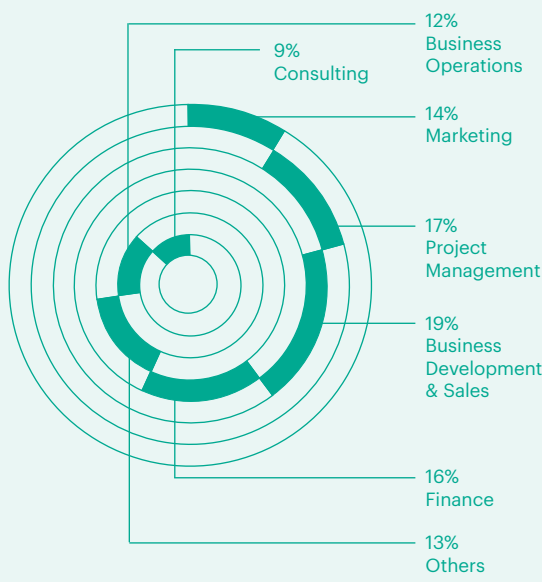 12%
Business
Operations
9%
Consulting
14%
Marketing
17%
Project
Management
19%
Business
Development
& Sales
16%
Finance
13%
Others